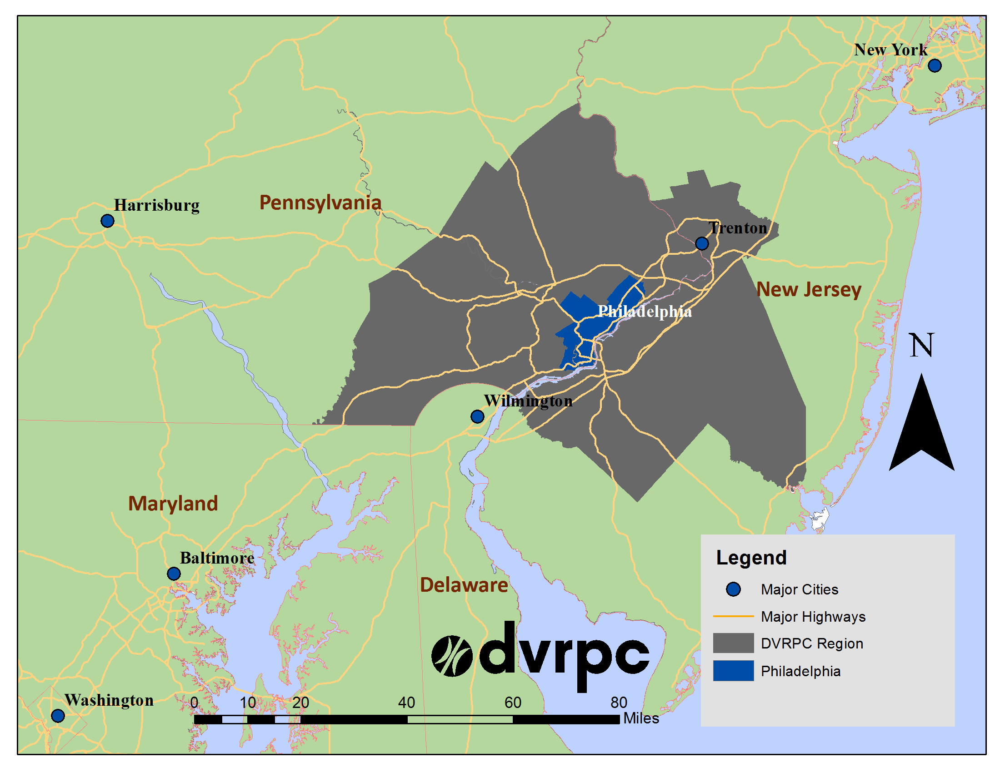 New York
Harrisburg
Pennsylvania
Trenton
New Jersey
Philadelphia
N
Wilmington
Maryland
Baltimore
Delaware
Washington
dvrpc
0 10 20 40 60 80
Miles
Legend
Major Cities
Major Highways
DVRPC Region
Philadelphia